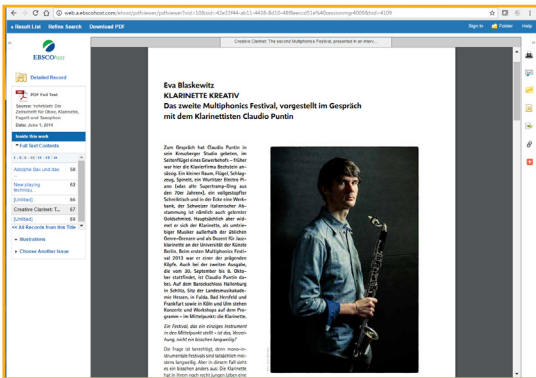 web.a.ebscohost.com/ehost/pdfviewer/pdfviewer?
« Result List Refine Search Download PDF
Sign In Folder Help
Creative Clarinet: The second Multiphonics Festival, presented in an interv...
EBSCOhost
Detailed Record
PDF Full Text
Source:
Zeitschrift für Oboe, Klarinette,
Fagott und Saxophon
Date: June 1, 2014
Inside this work
Full Text Contents
Adolphe Sax und das 58
...
New playing 63
techniqu...
[Untitled] 66
Creative Clarinet: T... 67
[Untitled] 69
<< All Records from this Title
Illustrations
Choose Another Issue
Eva Blaskewitz
KLARINETTE KREATIV
Das zweite Multiphonics Festival, vorgestellt im Gespräch
mit dem Klarinettisten Claudio Puntin
Zum Gespräch hat Claudio Puntin in
sein Kreuzberger Studio gebeten, im
Seitenflügel eines Gewerbehofs – früher
war hier die Klavierfirma Bechstein an-
sässig. Ein kleiner Raum, Flügel, Schlag-
zeug, Spinett, ein Wurlitzer Electric Pi-
ano (»das alte Supertramp-Ding aus
den 70er Jahren«), ein vollgestopfter
Schreibtisch und in der Ecke eine Werk-
bank, der Schweizer italienischer Ab-
stammung ist nämlich auch gelernter
Goldschmied. Hauptsächlich aber wid-
met er sich der Klarinette, als umtrie-
biger Musiker außerhalb der üblichen
Genre-Grenzen und als Dozent für Jazz-
klarinette an der Universität der Künste
Berlin. Beim ersten Multiphonics Festi-
val 2013 war er einer der prägenden
Köpfe. Auch bei der zweiten Ausgabe,
die vom 30. September bis 8. Okto-
ber stattfindet, ist Claudio Puntin da-
bei. Auf dem Barockschloss Hallenburg
in Schlitz, Sitz der Landesmusikakade-
mie Hessen, in Fulda, Bad Hersfeld und
Frankfurt sowie in Köln und Ulm stehen
Konzerte und Workshops auf dem Pro-
gramm – im Mittelpunkt: die Klarinette.
Ein Festival, das ein einziges Instrument
in den Mittelpunkt stellt – ist das, Verzei-
hung, nicht ein bisschen langweilig?
Die Frage ist berechtigt, denn mono-in-
strumentale Festivals sind tatsächlich mei-
stens langweilig. Aber in diesem Fall sieht
es ein bisschen anders aus: Die Klarinette
hat in ihrem noch recht jungen Leben eine